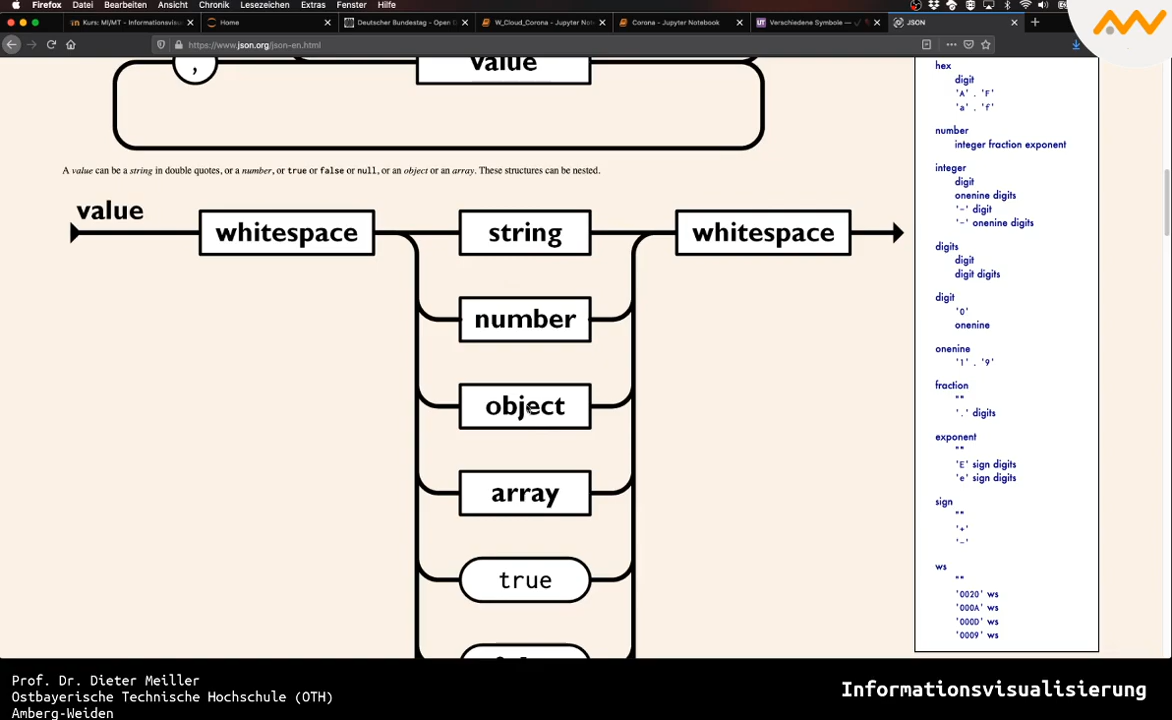 Firefox Datei Bearbeiten Ansicht Chronik Lesezeichen Extras Fenster Hilfe
Kurs: MI/MT - Informationsvisu
Home
Deutscher Bundestag - Open D
W_Cloud_Corona - Jupyter Note
Corona - Jupyter Notebook
Verschiedene Symbole —
JSON
https://www.json.org/json-en.html
,
value
A value can be a string in double quotes, or a number, or true or false or null, or an object or an array. These structures can be nested.
value
whitespace
string
whitespace
number
object
array
true
hex
digit
'A' . 'F'
'a' . 'f'
number
integer fraction exponent
integer
digit
onenine digits
'-' digit
'-' onenine digits
digits
digit
digit digits
digit
'0'
onenine
onenine
'1' . '9'
fraction
""
'.' digits
exponent
""
'E' sign digits
'e' sign digits
sign
""
'+'
'-'
ws
""
'0020' ws
'000A' ws
'000D' ws
'0009' ws
Prof. Dr. Dieter Meiller
Ostbayerische Technische Hochschule (OTH)
Amberg-Weiden
Informationsvisualisierung